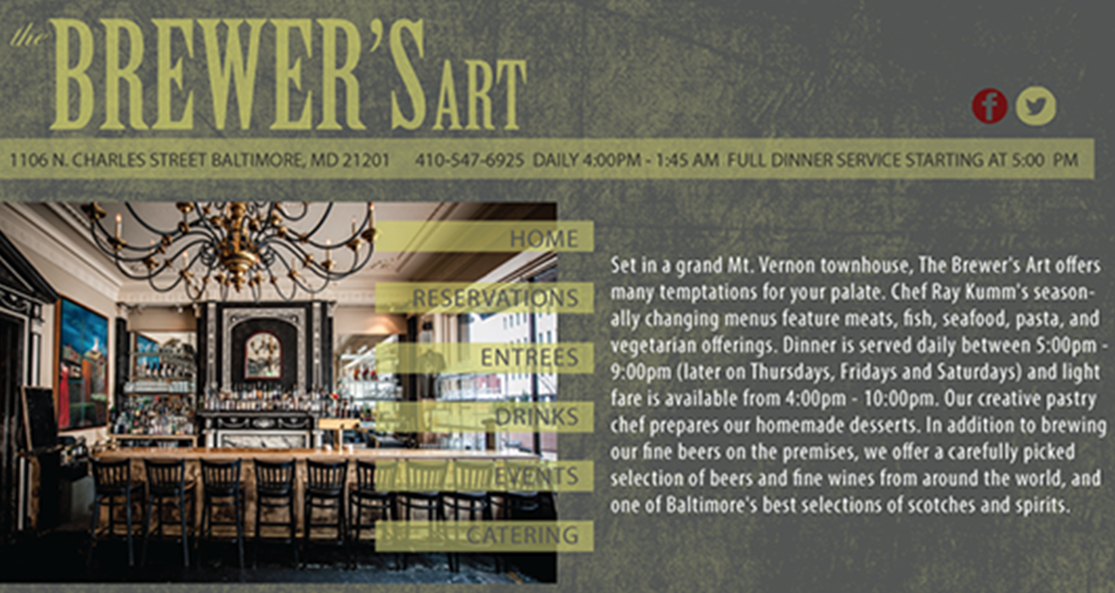 the BREWER'S ART
1106 N. CHARLES STREET BALTIMORE, MD 21201 410-547-6925 DAILY 4:00PM - 1:45 AM FULL DINNER SERVICE STARTING AT 5:00 PM
HOME
RESERVATIONS
ENTREES
DRINKS
EVENTS
CATERING
Set in a grand Mt. Vernon townhouse, The Brewer's Art offers
many temptations for your palate. Chef Ray Kumm's season-
ally changing menus feature meats, fish, seafood, pasta, and
vegetarian offerings. Dinner is served daily between 5:00pm -
9:00pm (later on Thursdays, Fridays and Saturdays) and light
fare is available from 4:00pm - 10:00pm. Our creative pastry
chef prepares our homemade desserts. In addition to brewing
our fine beers on the premises, we offer a carefully picked
selection of beers and fine wines from around the world, and
one of Baltimore's best selections of scotches and spirits.